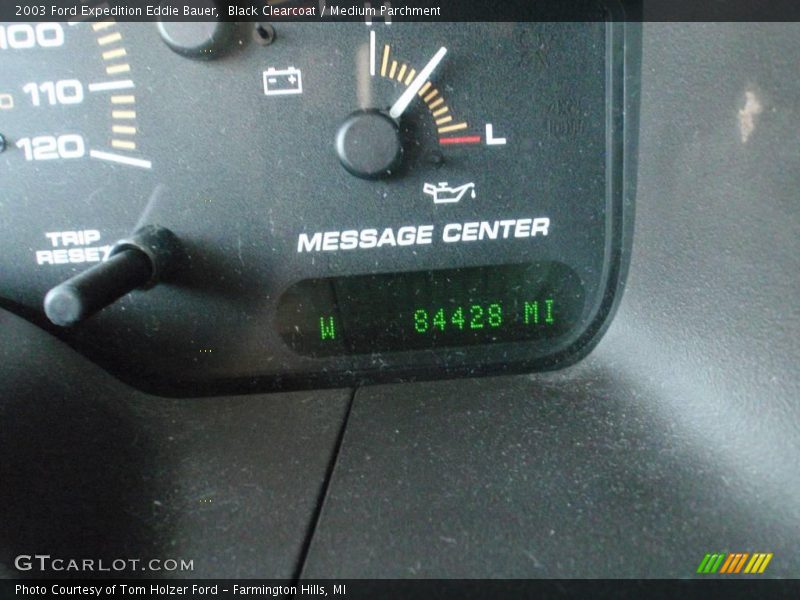 2003 Ford Expedition Eddie Bauer, Black Clearcoat / Medium Parchment
100
110
120
H
L
TRIP
RESET
MESSAGE CENTER
W 84428 MI
GTCARLOT.COM
Photo Courtesy of Tom Holzer Ford - Farmington Hills, MI